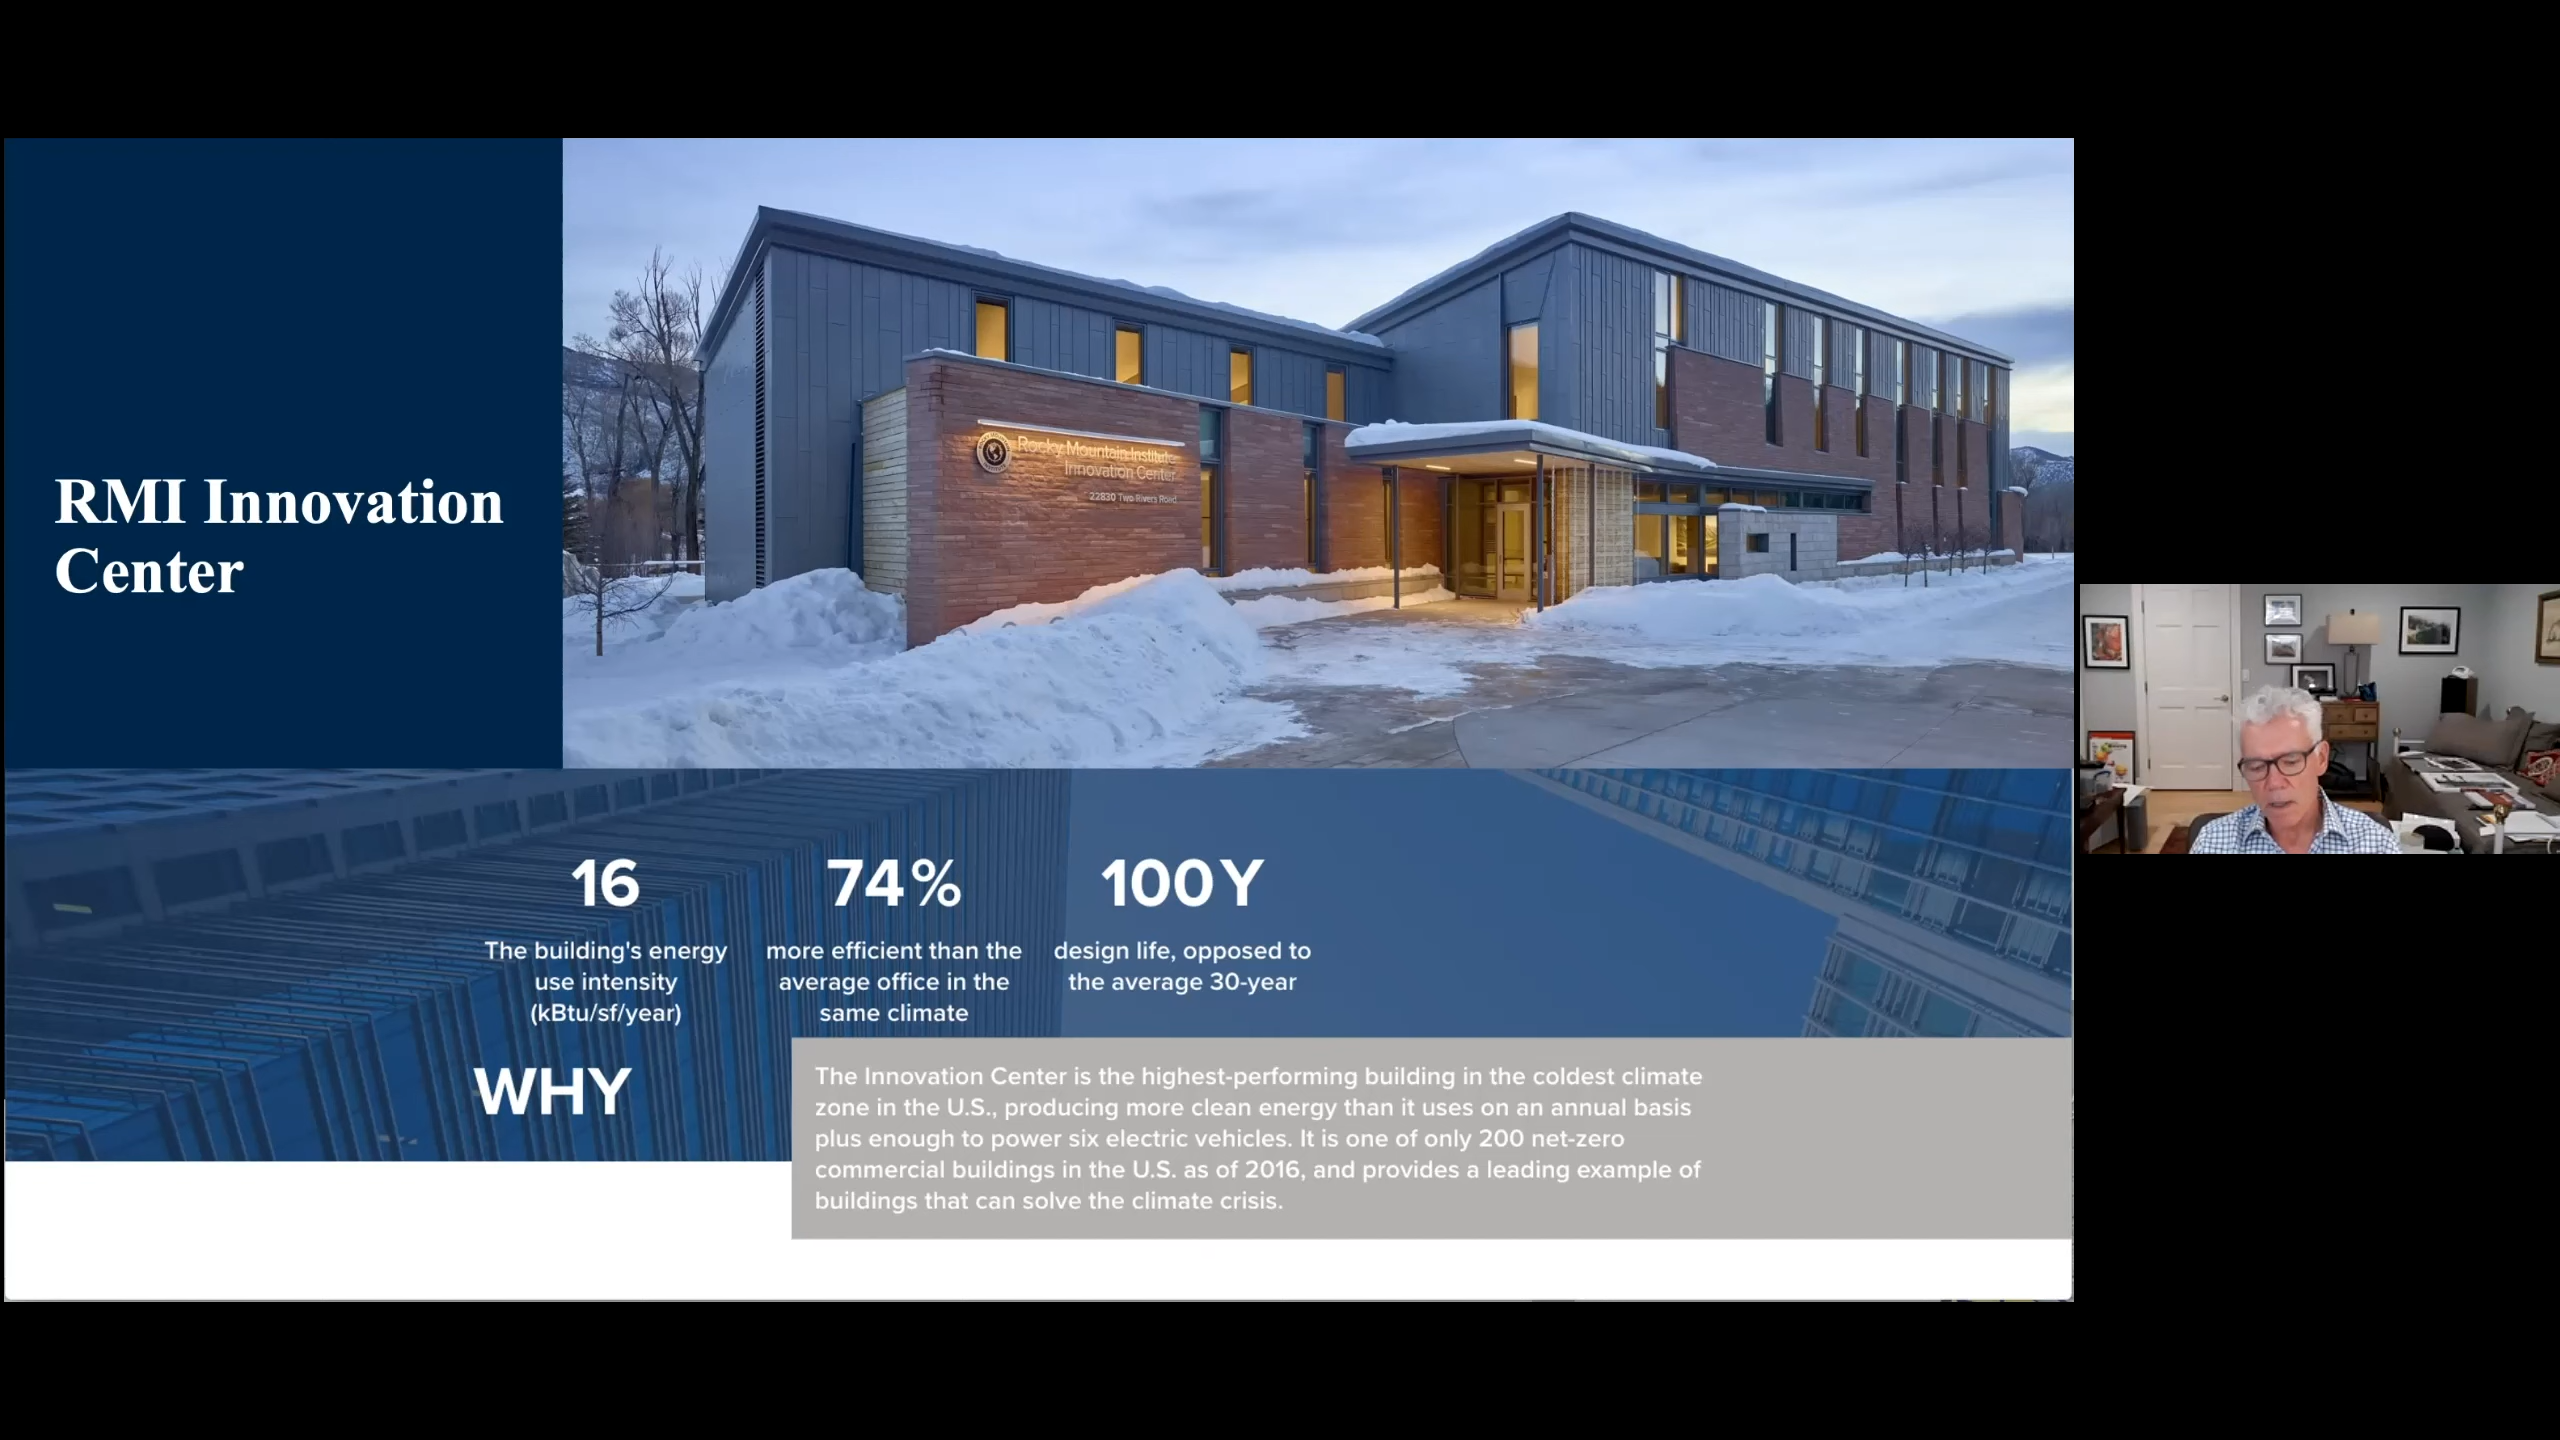 RMI Innovation
Center
Rocky Mountain Institute
Innovation Center
22830 Two Rivers Road
16
The building's energy
use intensity
(kBtu/sf/year)
74%
more efficient than the
average office in the
same climate
100Y
design life, opposed to
the average 30-year
WHY
The Innovation Center is the highest-performing building in the coldest climate
zone in the U.S., producing more clean energy than it uses on an annual basis
plus enough to power six electric vehicles. It is one of only 200 net-zero
commercial buildings in the U.S. as of 2016, and provides a leading example of
buildings that can solve the climate crisis.